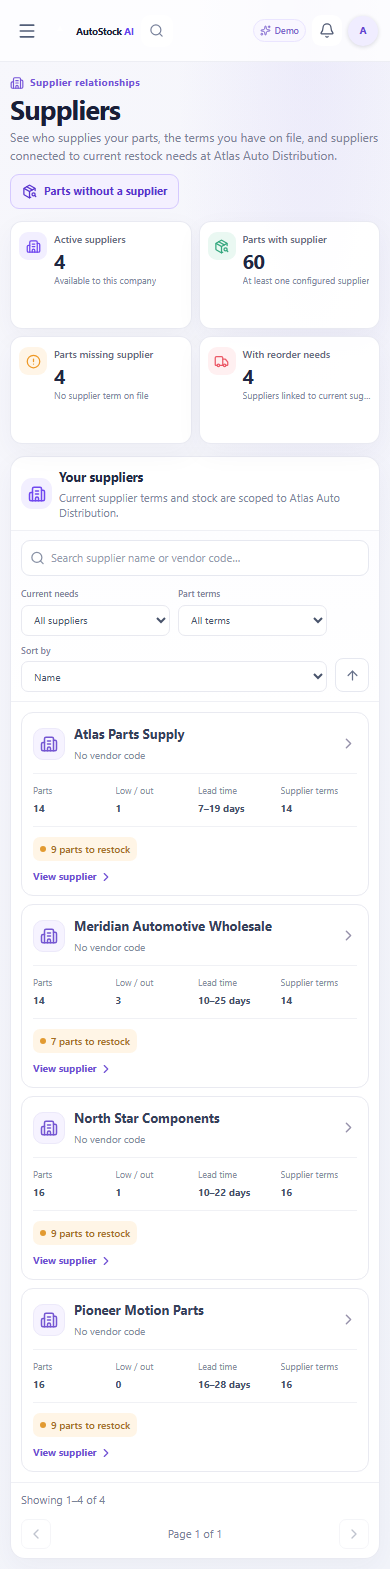 AutoStock AI
Demo
A
Supplier relationships
Suppliers
See who supplies your parts, the terms you have on file, and suppliers
connected to current restock needs at Atlas Auto Distribution.
Parts without a supplier
Active suppliers
4
Available to this company
Parts with supplier
60
At least one configured supplier
Parts missing supplier
4
No supplier term on file
With reorder needs
4
Suppliers linked to current sug...
Your suppliers
Current supplier terms and stock are scoped to Atlas Auto
Distribution.
Search supplier name or vendor code...
Current needs
Part terms
All suppliers
All terms
Sort by
Name
Atlas Parts Supply
No vendor code
Parts
Low / out
Lead time
Supplier terms
14
1
7–19 days
14
9 parts to restock
View supplier
Meridian Automotive Wholesale
No vendor code
Parts
Low / out
Lead time
Supplier terms
14
3
10–25 days
14
7 parts to restock
View supplier
North Star Components
No vendor code
Parts
Low / out
Lead time
Supplier terms
16
1
10–22 days
16
9 parts to restock
View supplier
Pioneer Motion Parts
No vendor code
Parts
Low / out
Lead time
Supplier terms
16
0
16–28 days
16
9 parts to restock
View supplier
Showing 1–4 of 4
Page 1 of 1